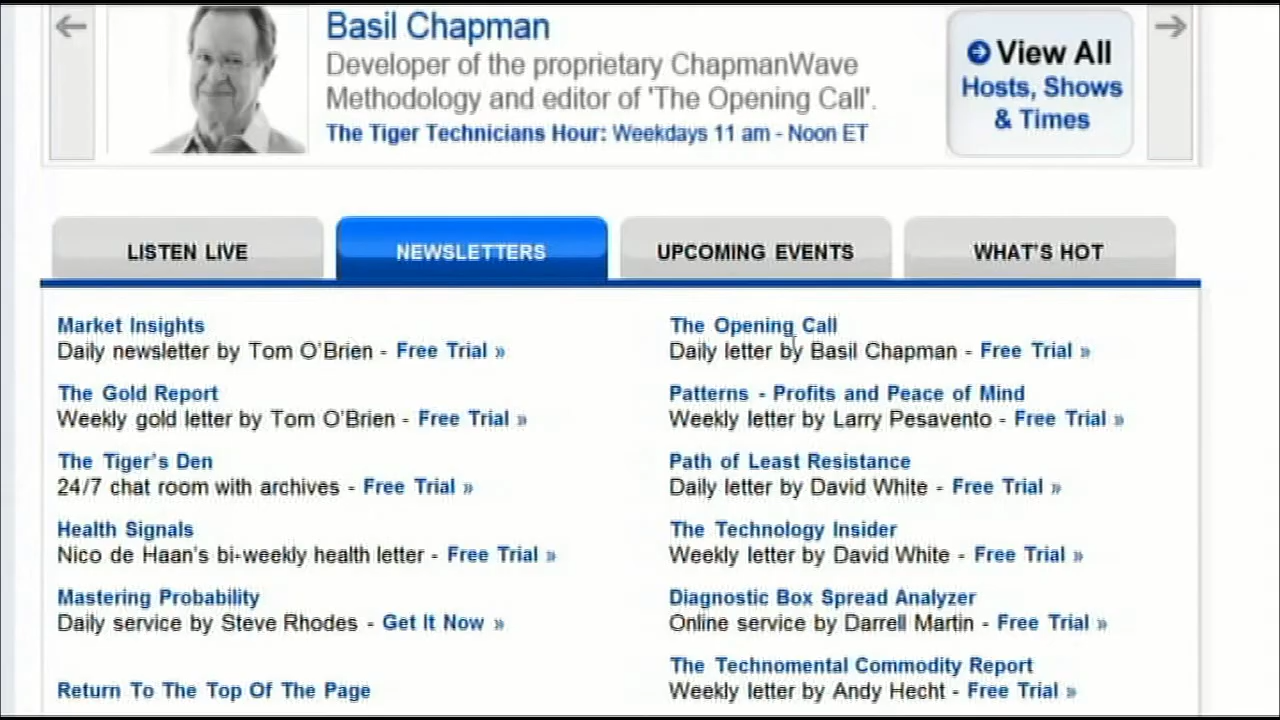 Basil Chapman
Developer of the proprietary ChapmanWave
Methodology and editor of 'The Opening Call'.
The Tiger Technicians Hour: Weekdays 11 am - Noon ET
View All
Hosts, Shows
& Times
LISTEN LIVE
NEWSLETTERS
UPCOMING EVENTS
WHAT'S HOT
Market Insights
Daily newsletter by Tom O'Brien - Free Trial »
The Gold Report
Weekly gold letter by Tom O'Brien - Free Trial »
The Tiger's Den
24/7 chat room with archives - Free Trial »
Health Signals
Nico de Haan's bi-weekly health letter - Free Trial »
Mastering Probability
Daily service by Steve Rhodes - Get It Now »
Return To The Top Of The Page
The Opening Call
Daily letter by Basil Chapman - Free Trial »
Patterns - Profits and Peace of Mind
Weekly letter by Larry Pesavento - Free Trial »
Path of Least Resistance
Daily letter by David White - Free Trial »
The Technology Insider
Weekly letter by David White - Free Trial »
Diagnostic Box Spread Analyzer
Online service by Darrell Martin - Free Trial »
The Technomental Commodity Report
Weekly letter by Andy Hecht - Free Trial »